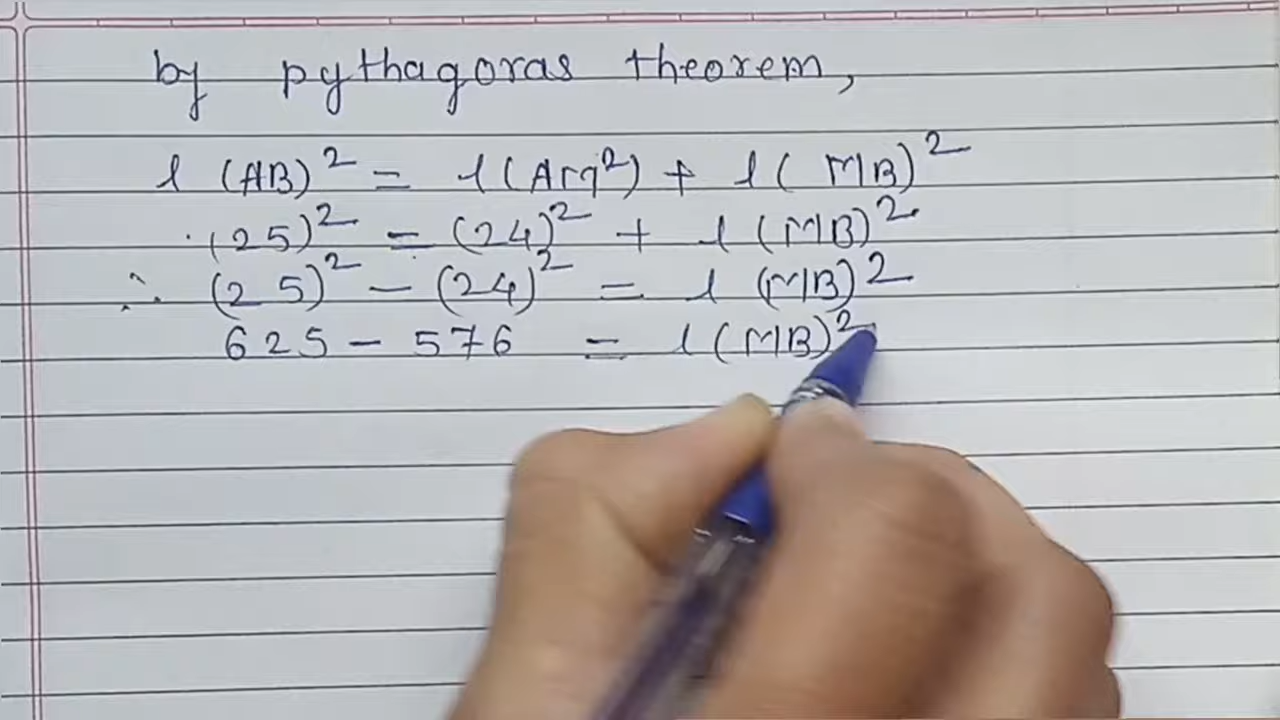 by pythagoras theorem,
l (AB)² = l(AM²) + l( MB)²
(25)² = (24)² + l (MB)²
∴ (25)² - (24)² = l (MB)²
625 - 576 = l (MB)²